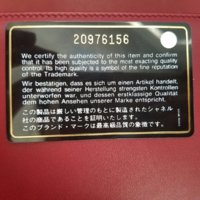 20976156
We certify the authenticity of this item and confirm
that it has been subjected to the most exacting quality
control. Its high quality is a symbol of the fine reputation
of the Trademark.
Wir bestätigen, daß es sich um einen Artikel handelt,
der während seiner Herstellung strengsten Kontrollen
unterworfen war, und dessen erstklassige Qualität
dem hohen Ansehen unserer Marke entspricht.
この製品は厳しい管理のもとに製造されたシャネル
社の正品であることを証明致します。
このブランド・マークは最高級品質の象徴です。